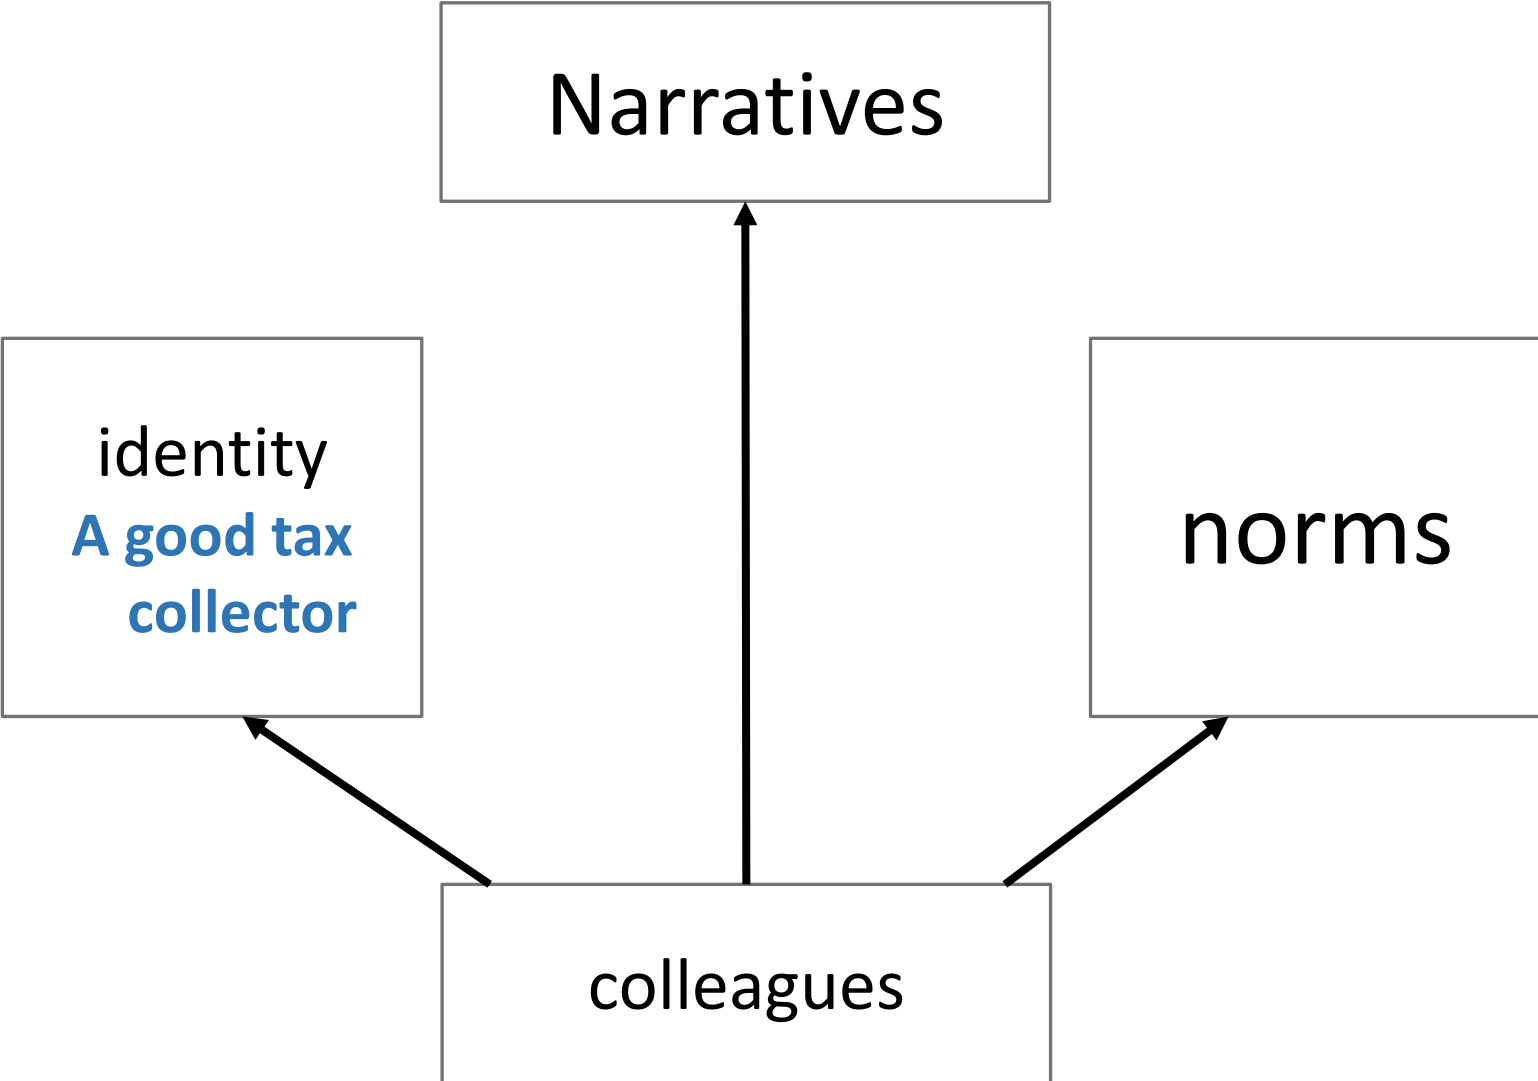 Narratives
identity
A good tax
collector
norms
colleagues